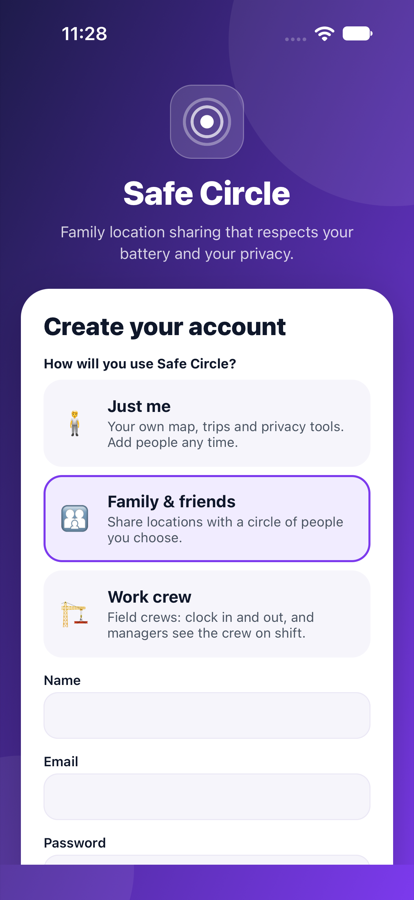 11:28
Safe Circle
Family location sharing that respects your
battery and your privacy.
Create your account
How will you use Safe Circle?
Just me
Your own map, trips and privacy tools.
Add people any time.
Family & friends
Share locations with a circle of people
you choose.
Work crew
Field crews: clock in and out, and
managers see the crew on shift.
Name
Email
Password